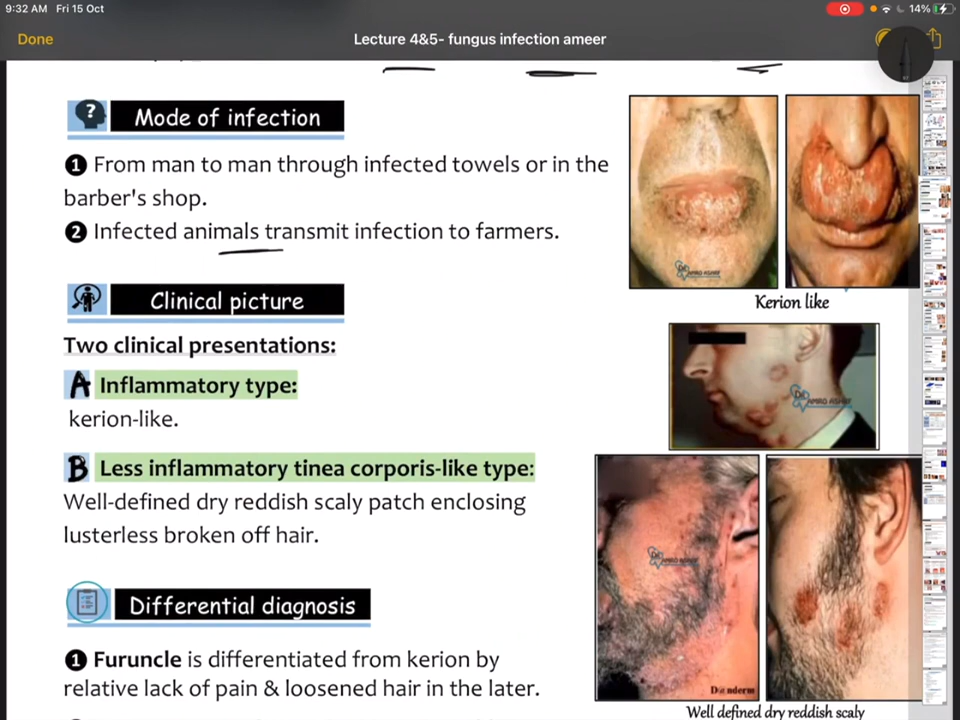 9:32 AM Fri 15 Oct
14%
Done
Lecture 4&5- fungus infection ameer
?
Mode of infection
❶ From man to man through infected towels or in the
barber's shop.
❷ Infected animals transmit infection to farmers.
Clinical picture
Two clinical presentations:
A Inflammatory type:
kerion-like.
B Less inflammatory tinea corporis-like type:
Well-defined dry reddish scaly patch enclosing
lusterless broken off hair.
Differential diagnosis
❶ Furuncle is differentiated from kerion by
relative lack of pain & loosened hair in the later.
Kerion like
D@nderm
Well defined dry reddish scaly